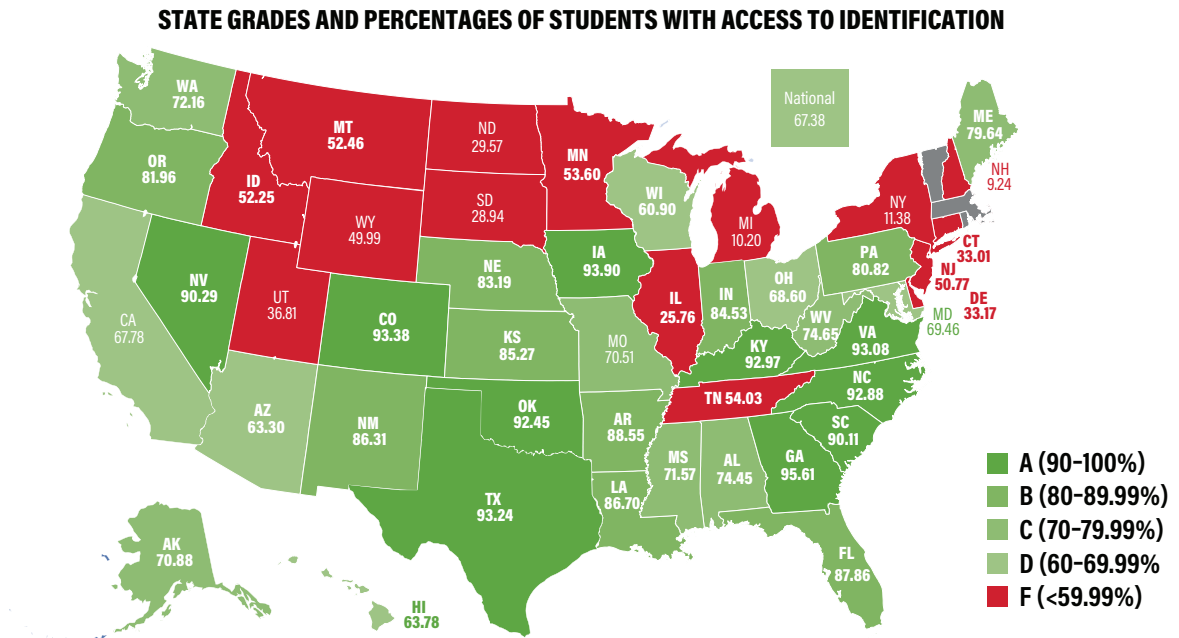 STATE GRADES AND PERCENTAGES OF STUDENTS WITH ACCESS TO IDENTIFICATION
WA
72.16
OR
81.96
ID
52.25
MT
52.46
ND
29.57
MN
53.60
SD
28.94
WY
49.99
WI
60.90
MI
10.20
National
67.38
ME
79.64
NH
9.24
NY
11.38
CT
33.01
NJ
50.77
DE
33.17
MD
69.46
PA
80.82
NV
90.29
UT
36.81
CA
67.78
CO
93.38
NE
83.19
IA
93.90
KS
85.27
MO
70.51
IL
25.76
IN
84.53
OH
68.60
WV
74.65
VA
93.08
KY
92.97
NC
92.88
TN 54.03
SC
90.11
AZ
63.30
NM
86.31
OK
92.45
AR
88.55
MS
71.57
AL
74.45
GA
95.61
LA
86.70
TX
93.24
FL
87.86
AK
70.88
HI
63.78
A (90–100%)
B (80–89.99%)
C (70–79.99%)
D (60–69.99%
F (<59.99%)